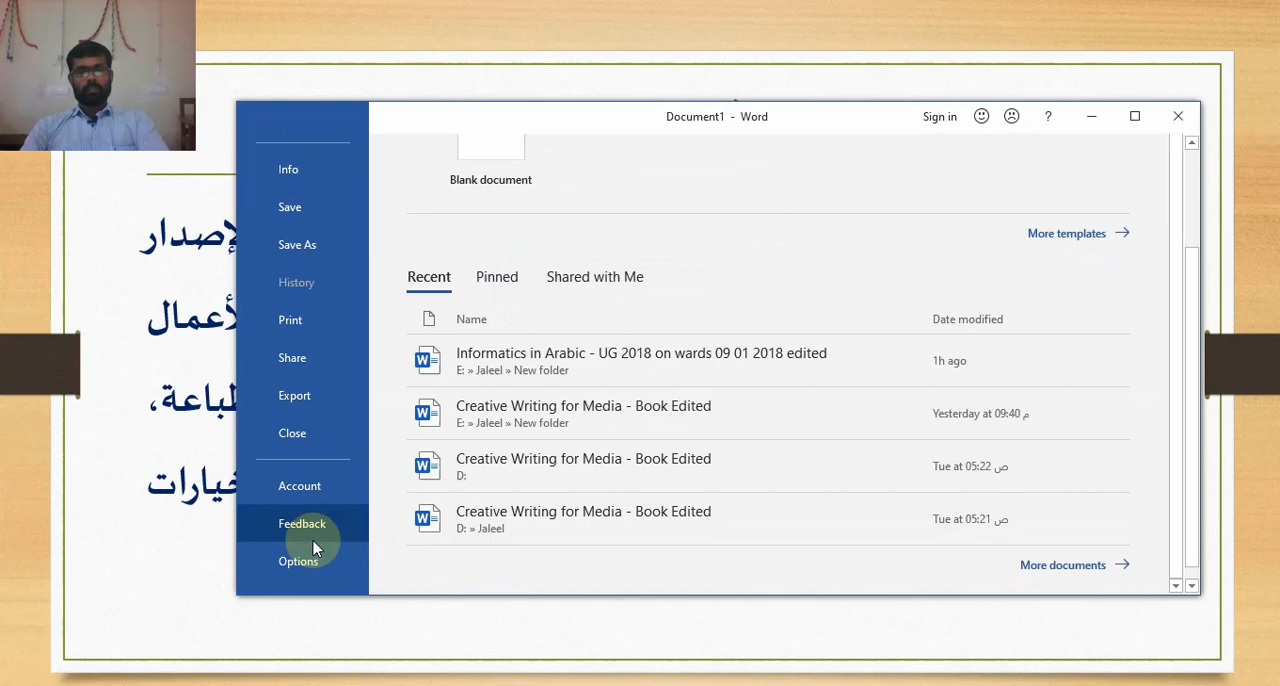 Document1 - Word
Sign in
?
Info
Save
Save As
History
Print
Share
Export
Close
Account
Feedback
Options
Blank document
More templates
Recent Pinned Shared with Me
Name Date modified
Informatics in Arabic - UG 2018 on wards 09 01 2018 edited
E: » Jaleel » New folder
1h ago
Creative Writing for Media - Book Edited
E: » Jaleel » New folder
Yesterday at 09:40 م
Creative Writing for Media - Book Edited
D:
Tue at 05:22 ص
Creative Writing for Media - Book Edited
D: » Jaleel
Tue at 05:21 ص
More documents